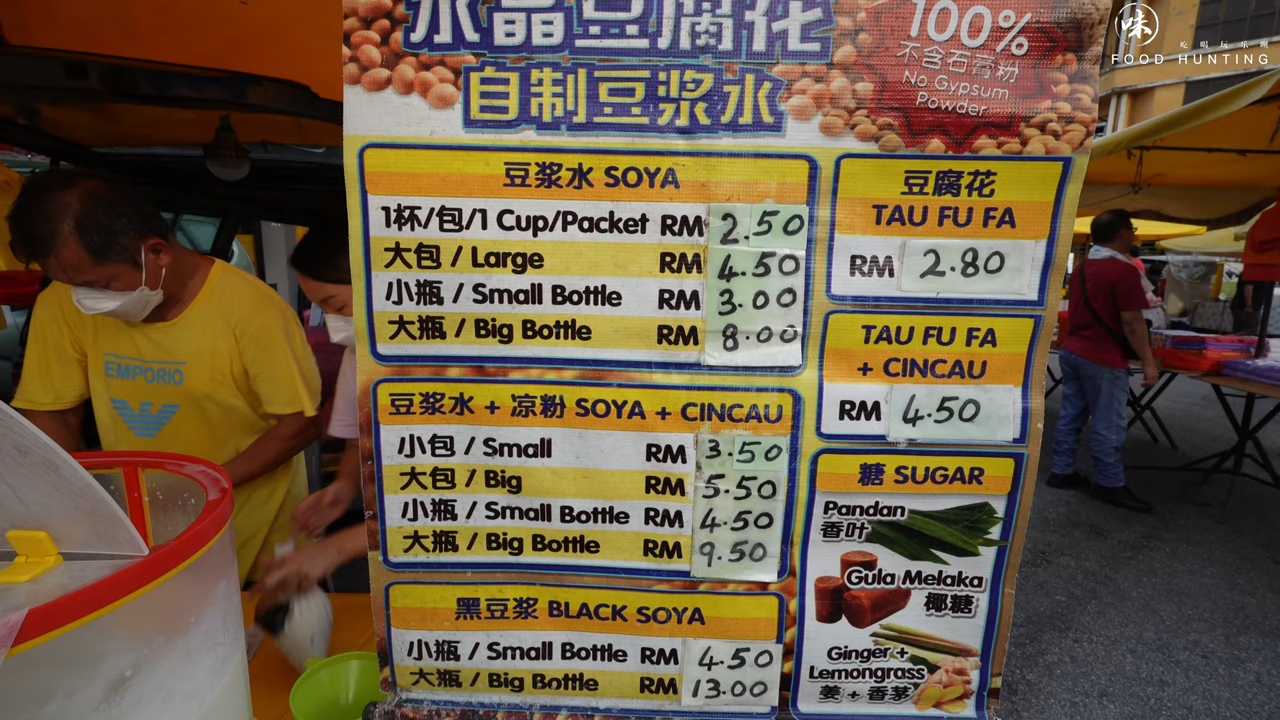 水晶豆腐花
自制豆浆水
100%
不含石膏粉
No Gypsum
Powder
味
吃喝玩乐啖
FOOD HUNTING
豆浆水 SOYA
1杯/包/1 Cup/Packet RM 2.50
大包 / Large RM 4.50
小瓶 / Small Bottle RM 3.00
大瓶 / Big Bottle RM 8.00
豆浆水 + 凉粉 SOYA + CINCAU
小包 / Small RM 3.50
大包 / Big RM 5.50
小瓶 / Small Bottle RM 4.50
大瓶 / Big Bottle RM 9.50
黑豆浆 BLACK SOYA
小瓶 / Small Bottle RM 4.50
大瓶 / Big Bottle RM 13.00
豆腐花
TAU FU FA
RM 2.80
TAU FU FA
+ CINCAU
RM 4.50
糖 SUGAR
Pandan
香叶
Gula Melaka
椰糖
Ginger +
Lemongrass
姜 + 香茅
EMPORIO